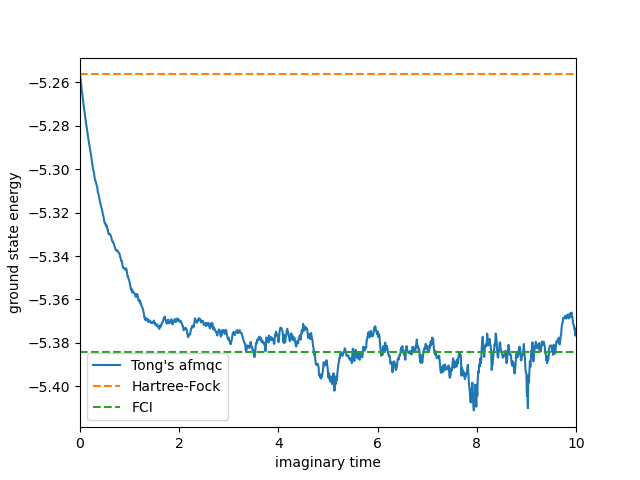 −5.26
−5.28
−5.30
−5.32
−5.34
−5.36
−5.38
−5.40
ground state energy
Tong's afmqc
Hartree-Fock
FCI
0 2 4 6 8 10
imaginary time